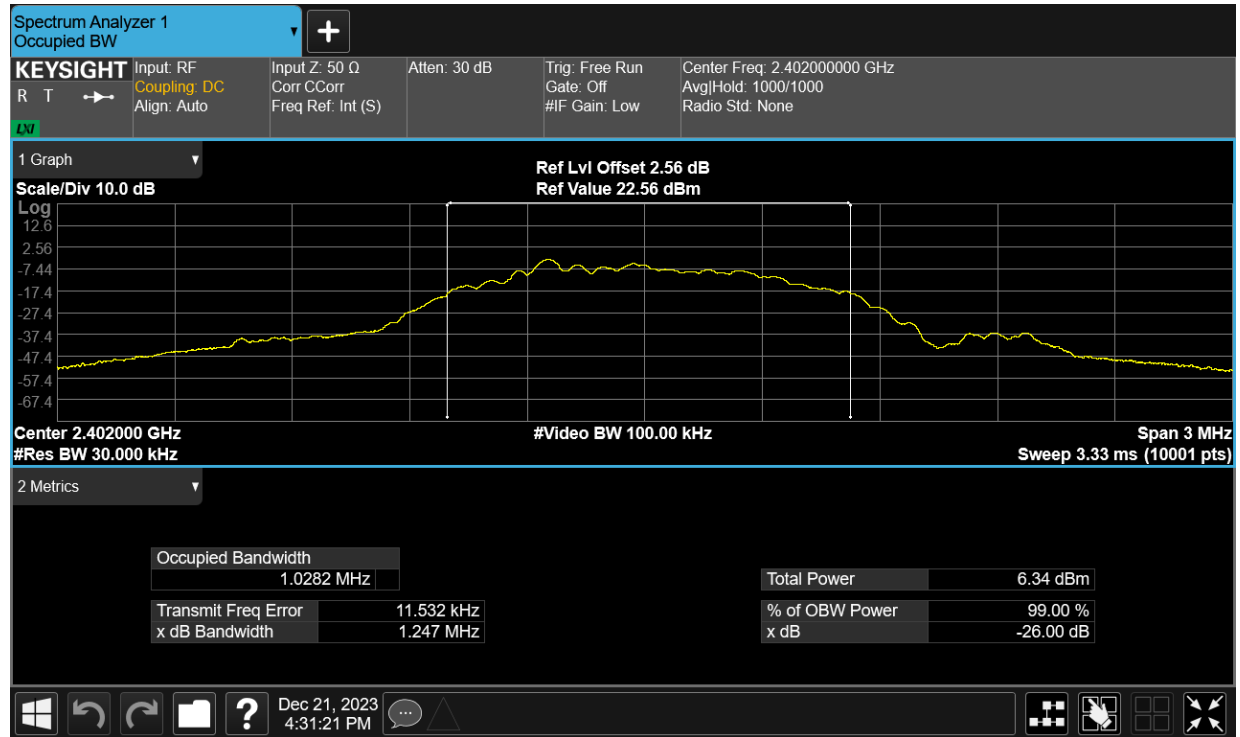 Spectrum Analyzer 1
Occupied BW
KEYSIGHT
R T
LXI
Input: RF
Coupling: DC
Align: Auto
Input Z: 50 Ω
Corr CCorr
Freq Ref: Int (S)
Atten: 30 dB
Trig: Free Run
Gate: Off
#IF Gain: Low
Center Freq: 2.402000000 GHz
Avg|Hold: 1000/1000
Radio Std: None
1 Graph
Scale/Div 10.0 dB
Ref Lvl Offset 2.56 dB
Ref Value 22.56 dBm
Log
12.6
2.56
-7.44
-17.4
-27.4
-37.4
-47.4
-57.4
-67.4
Center 2.402000 GHz
#Video BW 100.00 kHz
Span 3 MHz
#Res BW 30.000 kHz
Sweep 3.33 ms (10001 pts)
2 Metrics
Occupied Bandwidth
1.0282 MHz
Transmit Freq Error 11.532 kHz
x dB Bandwidth 1.247 MHz
Total Power 6.34 dBm
% of OBW Power 99.00 %
x dB -26.00 dB
?
Dec 21, 2023
4:31:21 PM